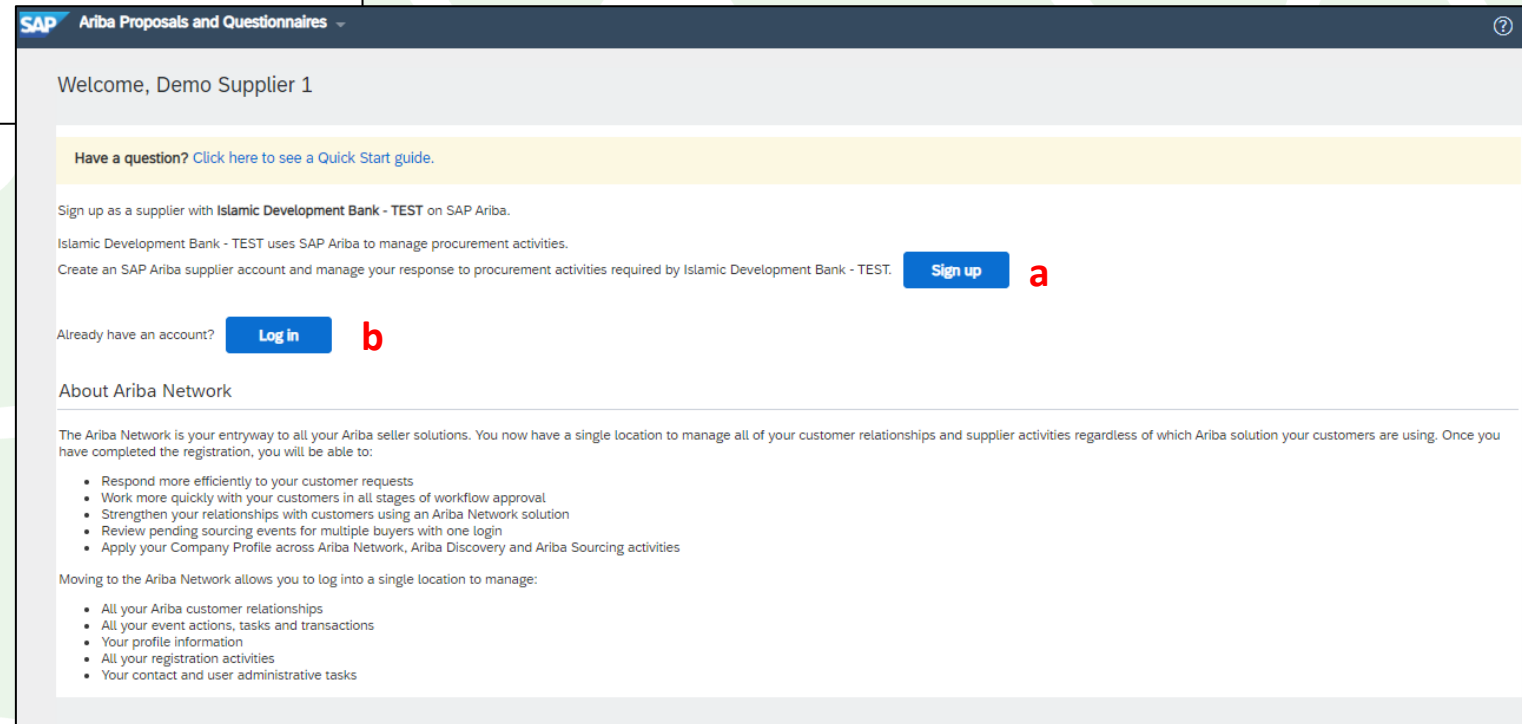 SAP Ariba Proposals and Questionnaires
Welcome, Demo Supplier 1
Have a question? Click here to see a Quick Start guide.
Sign up as a supplier with Islamic Development Bank - TEST on SAP Ariba.
Islamic Development Bank - TEST uses SAP Ariba to manage procurement activities.
Create an SAP Ariba supplier account and manage your response to procurement activities required by Islamic Development Bank - TEST. Sign up a
Already have an account? Log in b
About Ariba Network
The Ariba Network is your entryway to all your Ariba seller solutions. You now have a single location to manage all of your customer relationships and supplier activities regardless of which Ariba solution your customers are using. Once you
have completed the registration, you will be able to:
• Respond more efficiently to your customer requests
• Work more quickly with your customers in all stages of workflow approval
• Strengthen your relationships with customers using an Ariba Network solution
• Review pending sourcing events for multiple buyers with one login
• Apply your Company Profile across Ariba Network, Ariba Discovery and Ariba Sourcing activities
Moving to the Ariba Network allows you to log into a single location to manage:
• All your Ariba customer relationships
• All your event actions, tasks and transactions
• Your profile information
• All your registration activities
• Your contact and user administrative tasks